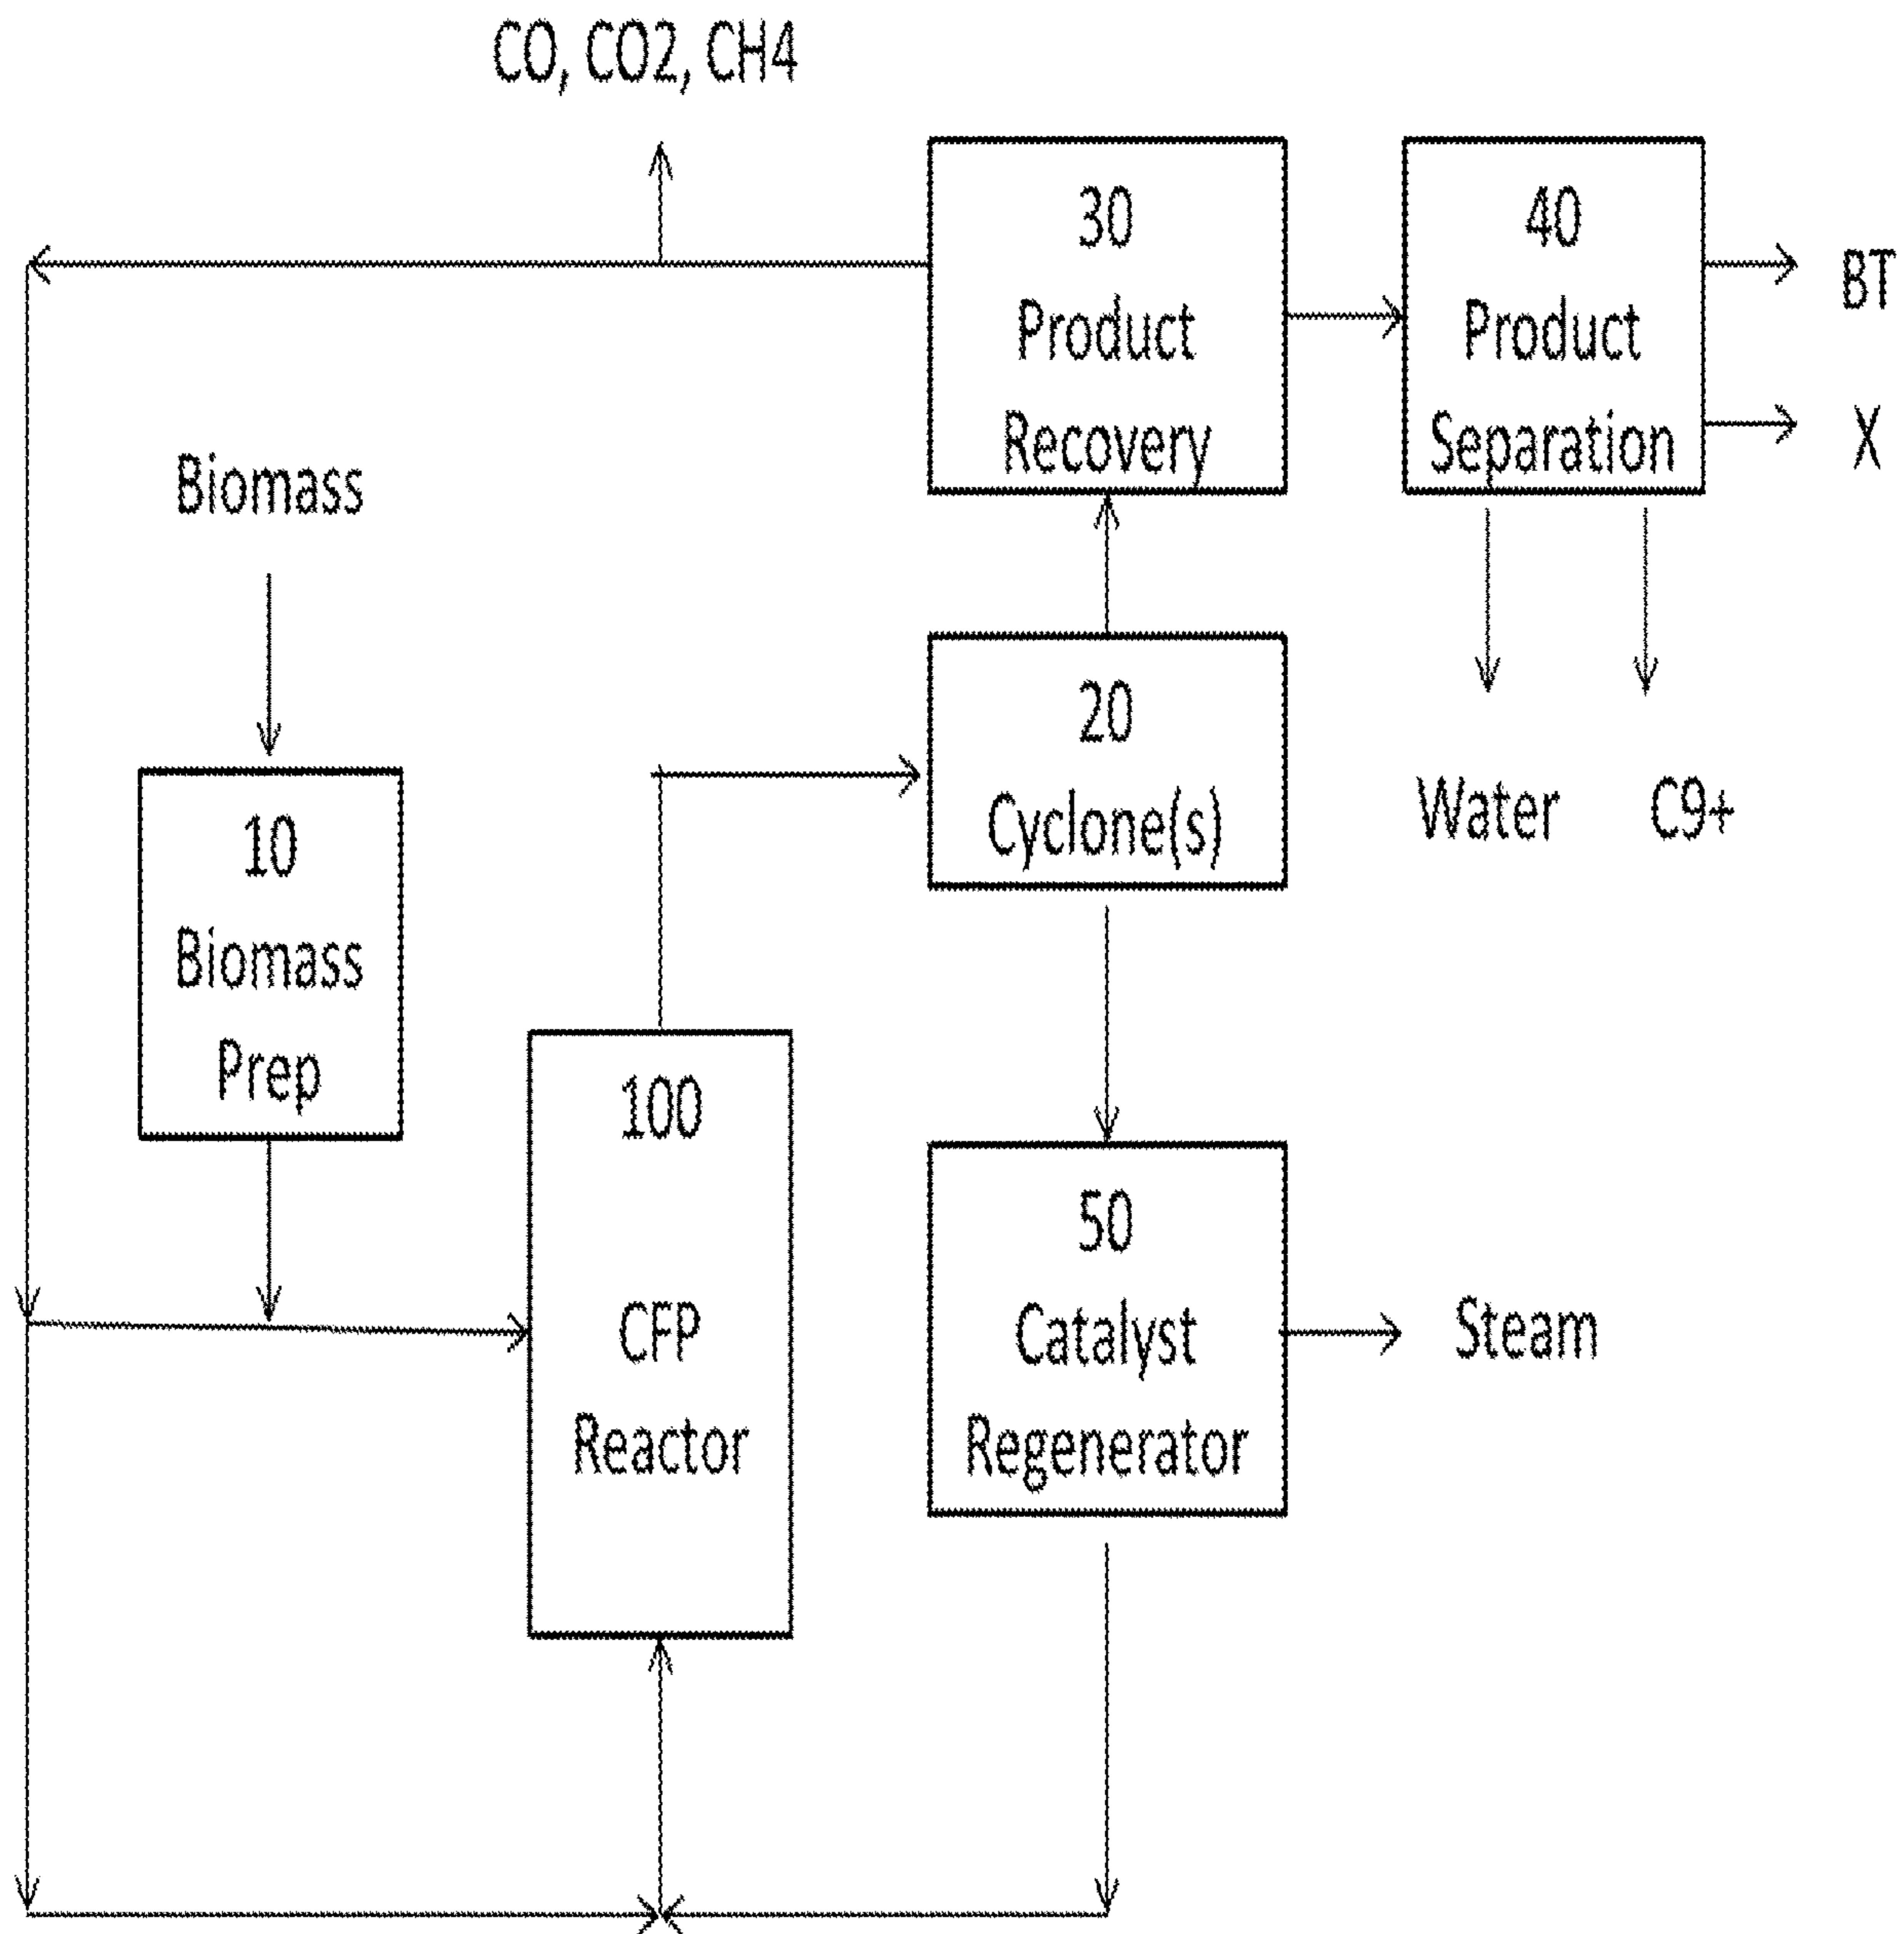 CO, CO2, CH4
30
Product
Recovery
40
Product
Separation
BT
X
Biomass
20
Cyclone(s)
Water
C9+
10
Biomass
Prep
100
CFP
Reactor
50
Catalyst
Regenerator
Steam